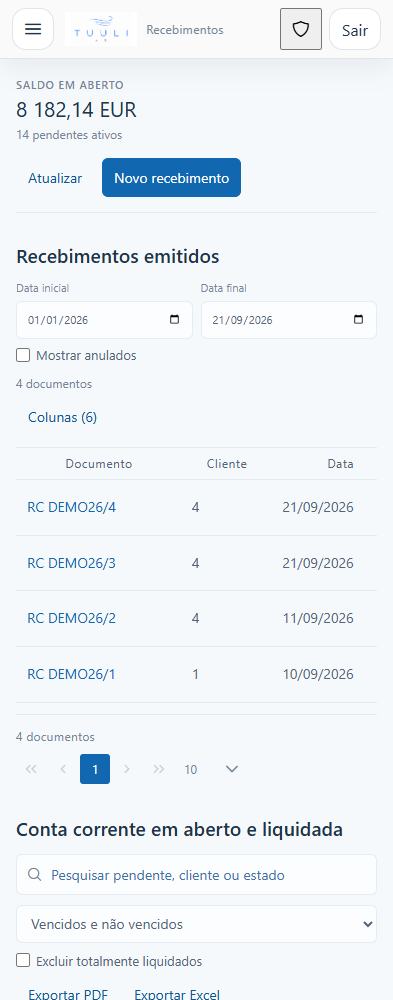 TUULI
Recebimentos
Sair
SALDO EM ABERTO
8 182,14 EUR
14 pendentes ativos
Atualizar
Novo recebimento
Recebimentos emitidos
Data inicial Data final
01/01/2026 21/09/2026
Mostrar anulados
4 documentos
Colunas (6)
Documento Cliente Data
RC DEMO26/4 4 21/09/2026
RC DEMO26/3 4 21/09/2026
RC DEMO26/2 4 11/09/2026
RC DEMO26/1 1 10/09/2026
4 documentos
1 10
Conta corrente em aberto e liquidada
Pesquisar pendente, cliente ou estado
Vencidos e não vencidos
Excluir totalmente liquidados
Exportar PDF Exportar Excel